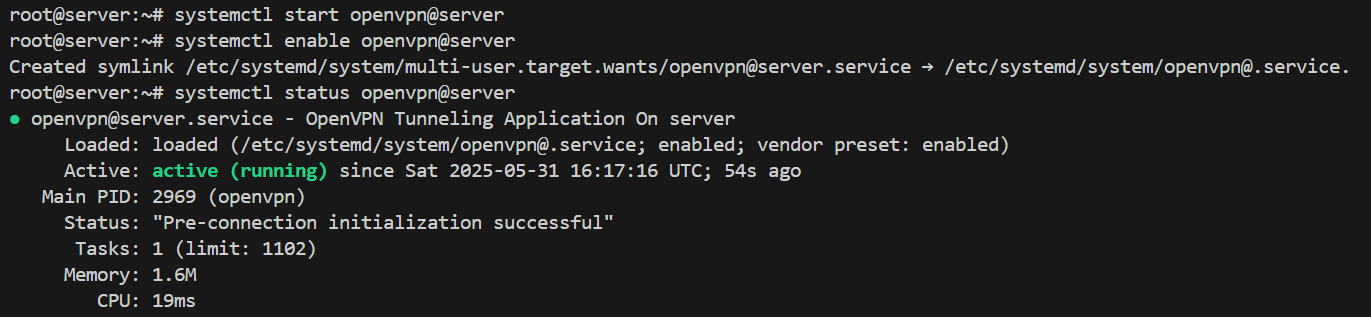 root@server:~# systemctl start openvpn@server
root@server:~# systemctl enable openvpn@server
Created symlink /etc/systemd/system/multi-user.target.wants/openvpn@server.service → /etc/systemd/system/openvpn@.service.
root@server:~# systemctl status openvpn@server
● openvpn@server.service - OpenVPN Tunneling Application On server
     Loaded: loaded (/etc/systemd/system/openvpn@.service; enabled; vendor preset: enabled)
     Active: active (running) since Sat 2025-05-31 16:17:16 UTC; 54s ago
   Main PID: 2969 (openvpn)
     Status: "Pre-connection initialization successful"
      Tasks: 1 (limit: 1102)
     Memory: 1.6M
        CPU: 19ms